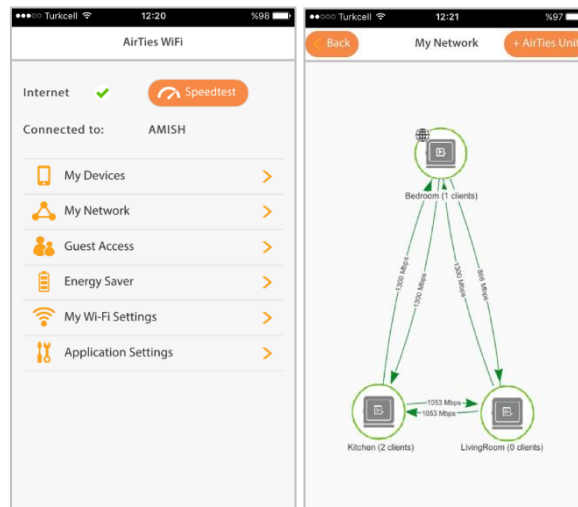 Turkcell 12:20 %98
AirTies WiFi
Internet
Speedtest
Connected to: AMISH
My Devices
My Network
Guest Access
Energy Saver
My Wi-Fi Settings
Application Settings
Turkcell 12:21 %97
Back
My Network
+ AirTies Unit
Bedroom (1 clients)
1300 Mbps
1300 Mbps
1300 Mbps
866 Mbps
1053 Mbps
1053 Mbps
Kitchen (2 clients)
LivingRoom (0 clients)